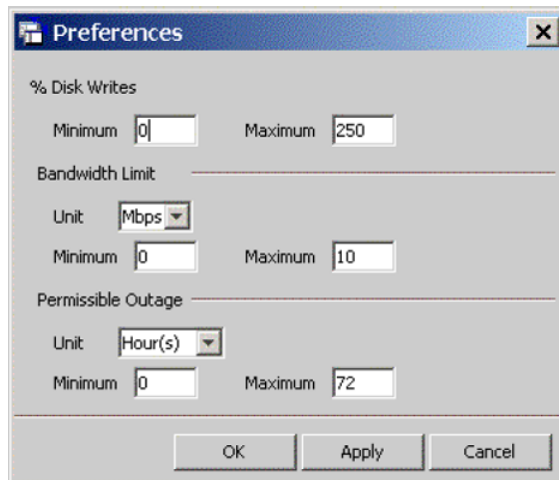 Preferences
% Disk Writes
Minimum 0 Maximum 250
Bandwidth Limit
Unit Mbps
Minimum 0 Maximum 10
Permissible Outage
Unit Hour(s)
Minimum 0 Maximum 72
OK Apply Cancel